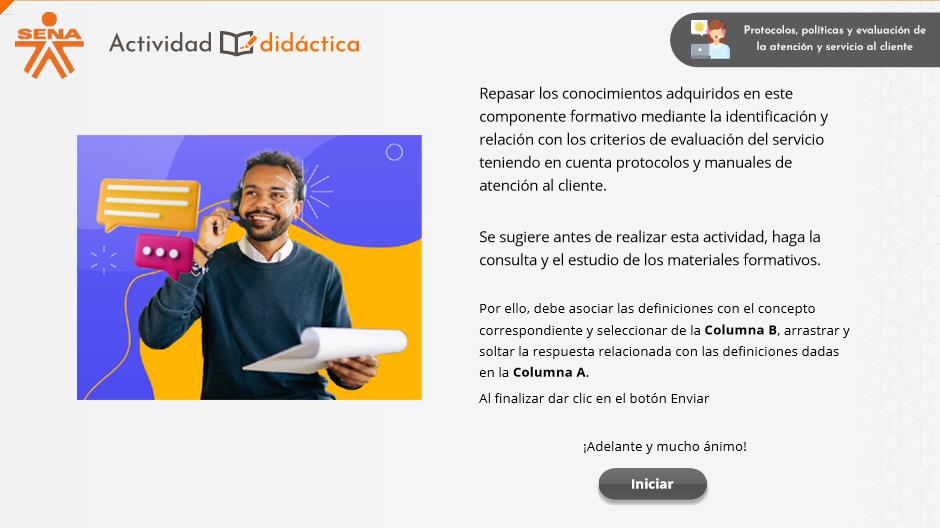 SENA
Actividad didáctica
Protocolos, políticas y evaluación de
la atención y servicio al cliente
Repasar los conocimientos adquiridos en este
componente formativo mediante la identificación y
relación con los criterios de evaluación del servicio
teniendo en cuenta protocolos y manuales de
atención al cliente.
Se sugiere antes de realizar esta actividad, haga la
consulta y el estudio de los materiales formativos.
Por ello, debe asociar las definiciones con el concepto
correspondiente y seleccionar de la Columna B, arrastrar y
soltar la respuesta relacionada con las definiciones dadas
en la Columna A.
Al finalizar dar clic en el botón Enviar
¡Adelante y mucho ánimo!
Iniciar